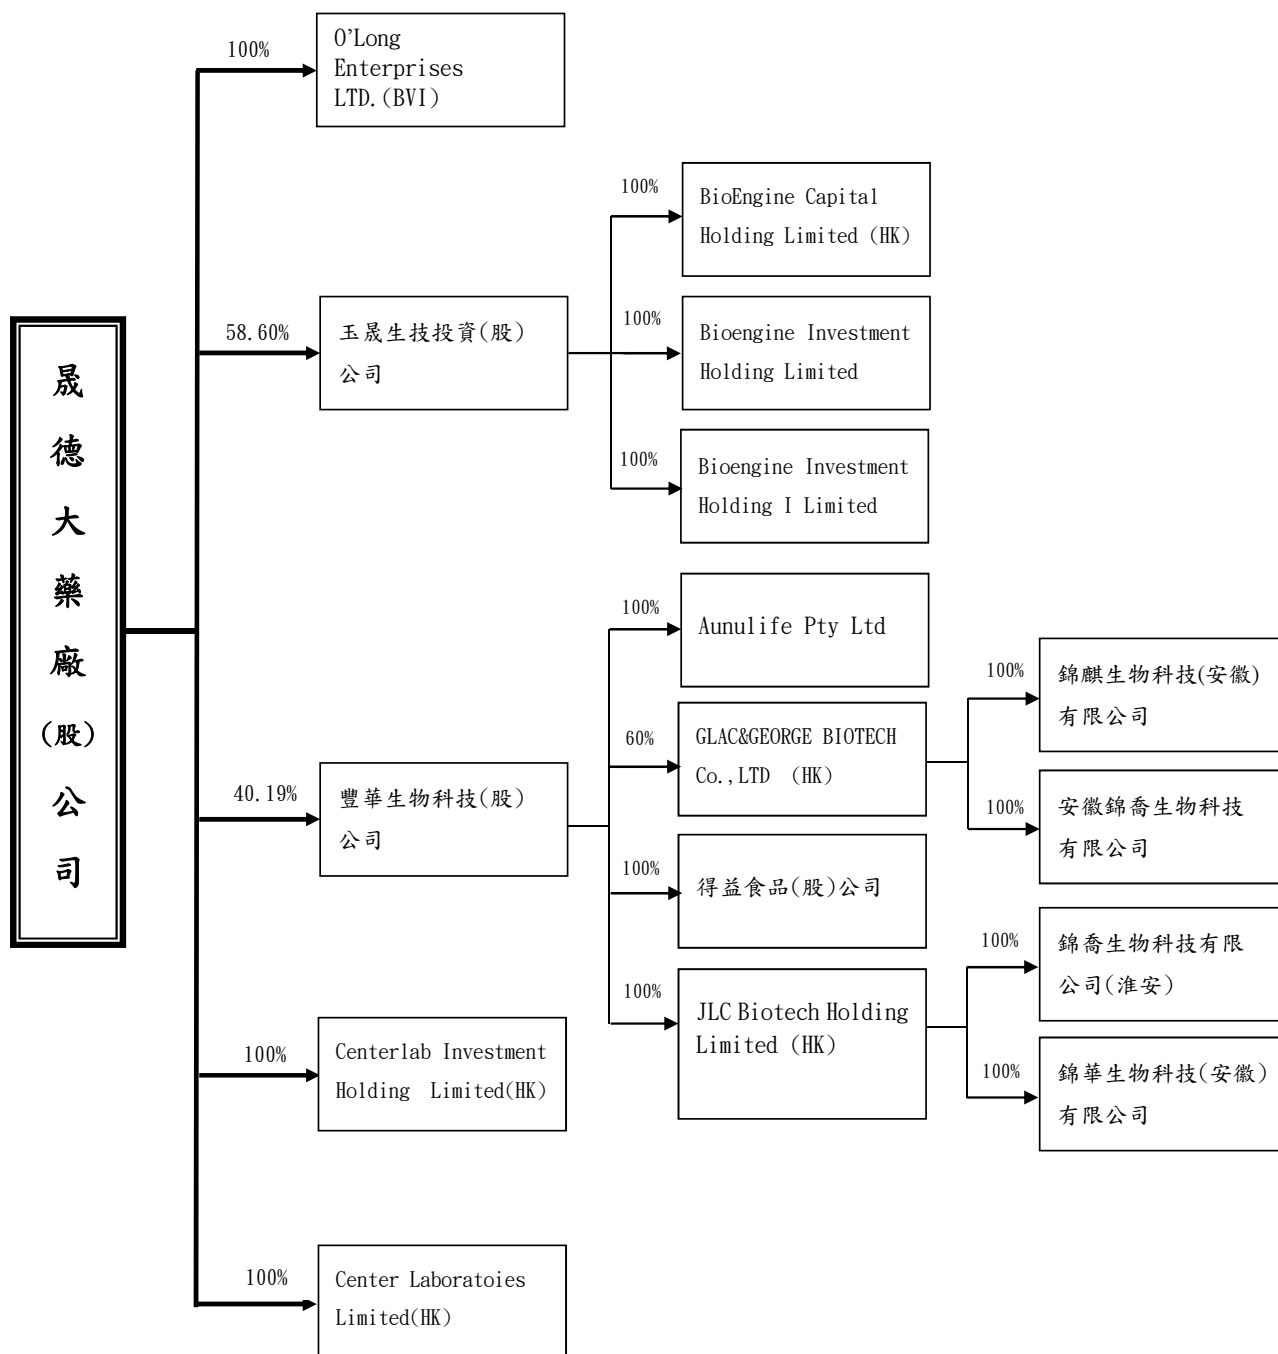 晟德大藥廠(股)公司
100%
O'Long
Enterprises
LTD.(BVI)
58.60%
玉晟生技投資(股)
公司
100%
BioEngine Capital
Holding Limited (HK)
100%
Bioengine Investment
Holding Limited
100%
Bioengine Investment
Holding I Limited
40.19%
豐華生物科技(股)
公司
100%
Aunulife Pty Ltd
60%
GLAC&GEORGE BIOTECH
Co.,LTD (HK)
100%
錦麒生物科技(安徽)
有限公司
100%
安徽錦喬生物科技
有限公司
100%
得益食品(股)公司
100%
JLC Biotech Holding
Limited (HK)
100%
錦喬生物科技有限
公司(淮安)
100%
錦華生物科技(安徽)
有限公司
100%
Centerlab Investment
Holding Limited(HK)
100%
Center Laboratoies
Limited(HK)